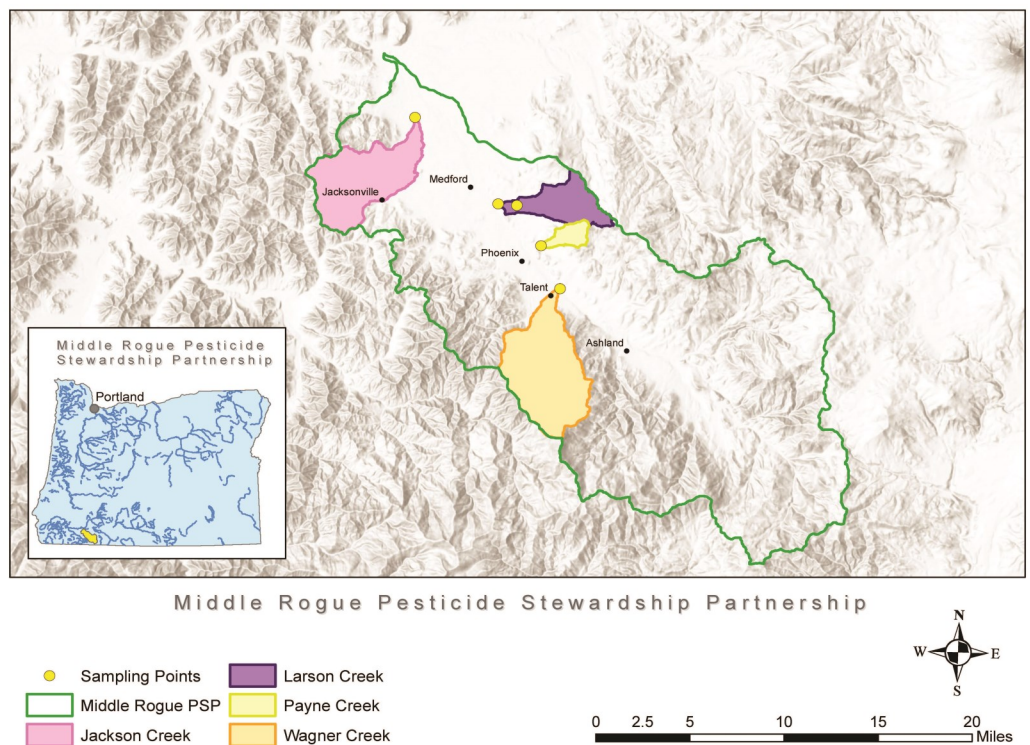 Medford
Jacksonville
Phoenix
Talent
Ashland
Middle Rogue Pesticide
Stewardship Partnership
Portland
Middle Rogue Pesticide Stewardship Partnership
Sampling Points
Middle Rogue PSP
Jackson Creek
Larson Creek
Payne Creek
Wagner Creek
N
W E
S
0 2.5 5 10 15 20
Miles